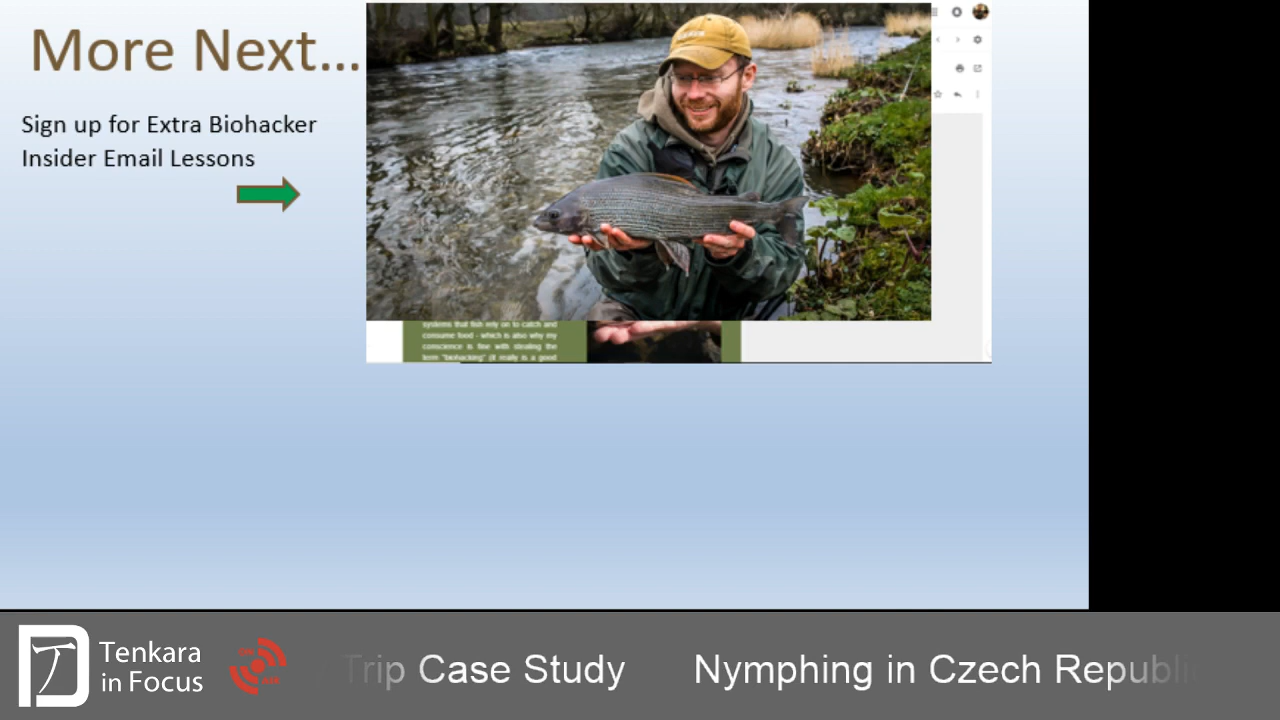 More Next...
Sign up for Extra Biohacker
Insider Email Lessons
systems that fish rely on to catch and
consume food - which is also why my
conscience is fine with stealing the
term "biohacking" (it really is a good
Tenkara
in Focus
Trip Case Study
Nymphing in Czech Republi